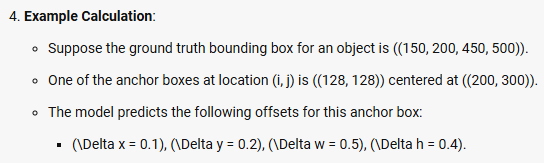 4. Example Calculation:
Suppose the ground truth bounding box for an object is ((150, 200, 450, 500)).
One of the anchor boxes at location (i, j) is ((128, 128)) centered at ((200, 300)).
The model predicts the following offsets for this anchor box:
(\Delta x = 0.1), (\Delta y = 0.2), (\Delta w = 0.5), (\Delta h = 0.4).